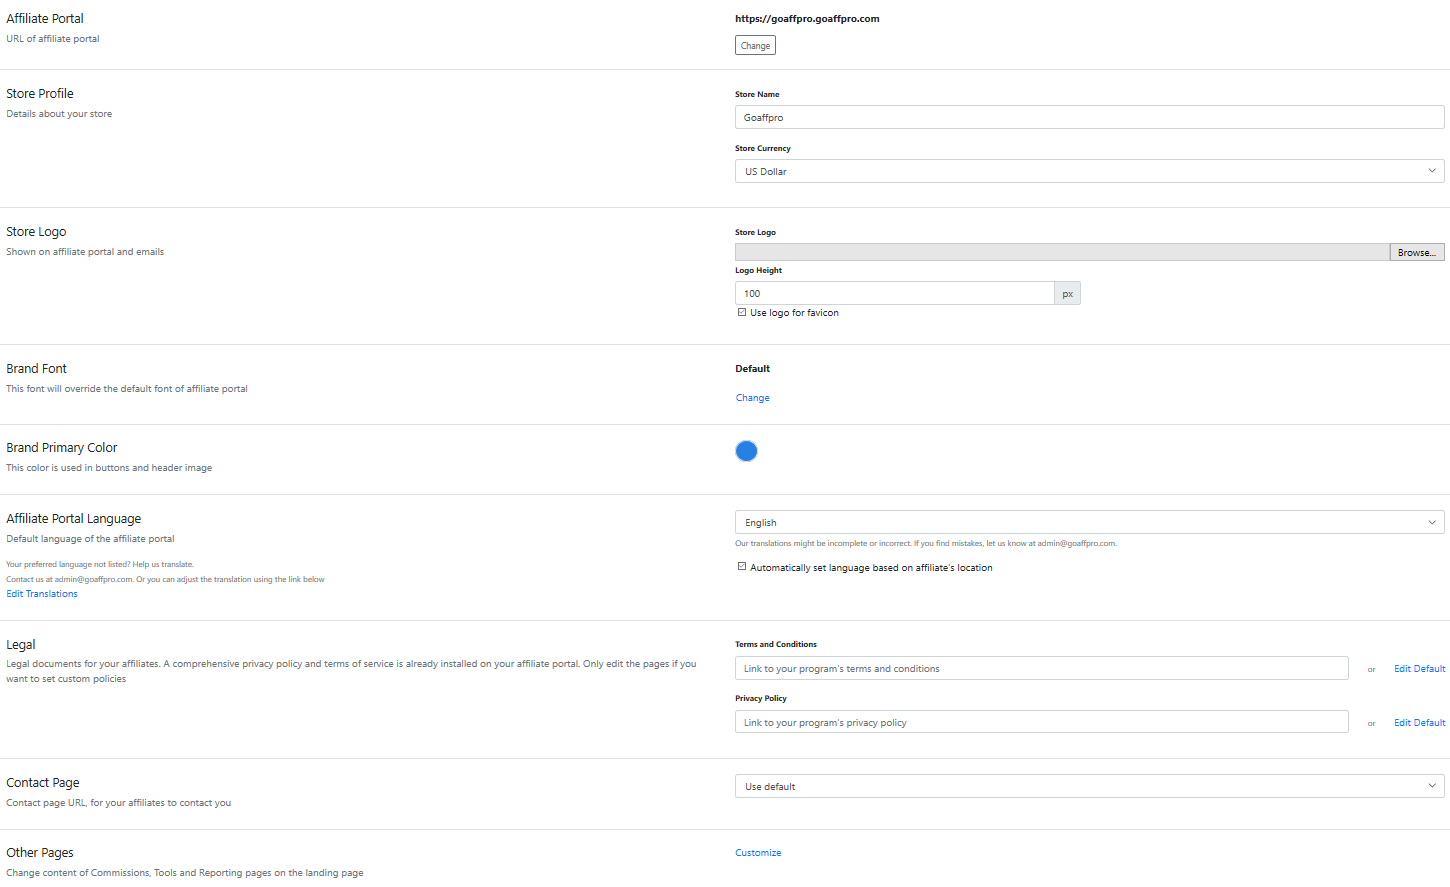 Affiliate Portal
URL of affiliate portal
https://goaffpro.goaffpro.com
Change
Store Profile
Details about your store
Store Name
Goaffpro
Store Currency
US Dollar
Store Logo
Shown on affiliate portal and emails
Store Logo
Browse...
Logo Height
100 px
Use logo for favicon
Brand Font
This font will override the default font of affiliate portal
Default
Change
Brand Primary Color
This color is used in buttons and header image
Affiliate Portal Language
Default language of the affiliate portal
Your preferred language not listed? Help us translate.
Contact us at admin@goaffpro.com. Or you can adjust the translation using the link below
Edit Translations
English
Our translations might be incomplete or incorrect. If you find mistakes, let us know at admin@goaffpro.com.
Automatically set language based on affiliate's location
Legal
Legal documents for your affiliates. A comprehensive privacy policy and terms of service is already installed on your affiliate portal. Only edit the pages if you
want to set custom policies
Terms and Conditions
Link to your program's terms and conditions or Edit Default
Privacy Policy
Link to your program's privacy policy or Edit Default
Contact Page
Contact page URL, for your affiliates to contact you
Use default
Other Pages
Change content of Commissions, Tools and Reporting pages on the landing page
Customize